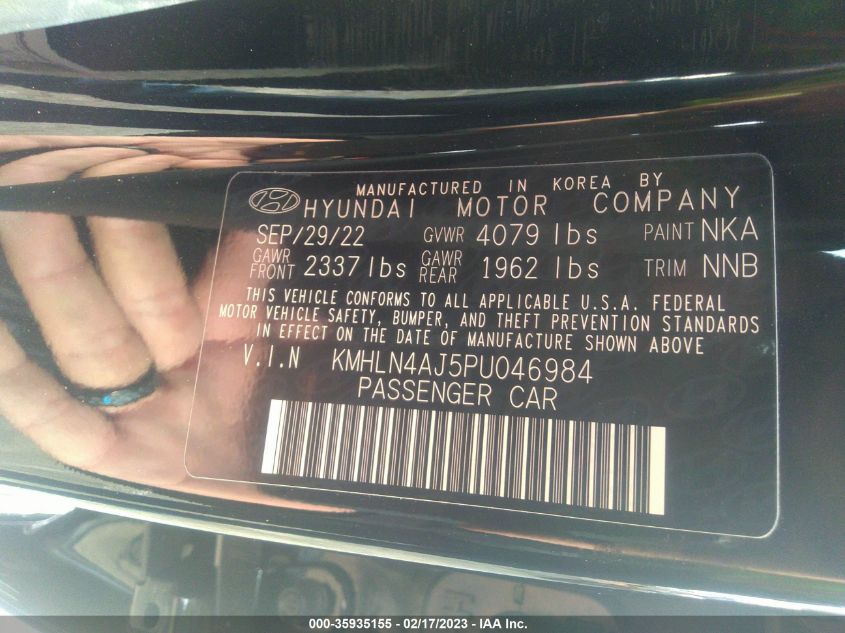 MANUFACTURED IN KOREA BY
HYUNDAI MOTOR COMPANY
SEP/29/22 GVWR 4079 lbs PAINT NKA
GAWR FRONT 2337 lbs GAWR REAR 1962 lbs TRIM NNB
THIS VEHICLE CONFORMS TO ALL APPLICABLE U.S.A. FEDERAL
MOTOR VEHICLE SAFETY, BUMPER, AND THEFT PREVENTION STANDARDS
IN EFFECT ON THE DATE OF MANUFACTURE SHOWN ABOVE
V.I.N KMHLN4AJ5PU046984
PASSENGER CAR
000-35935155 — 02/17/2023 — IAA Inc.